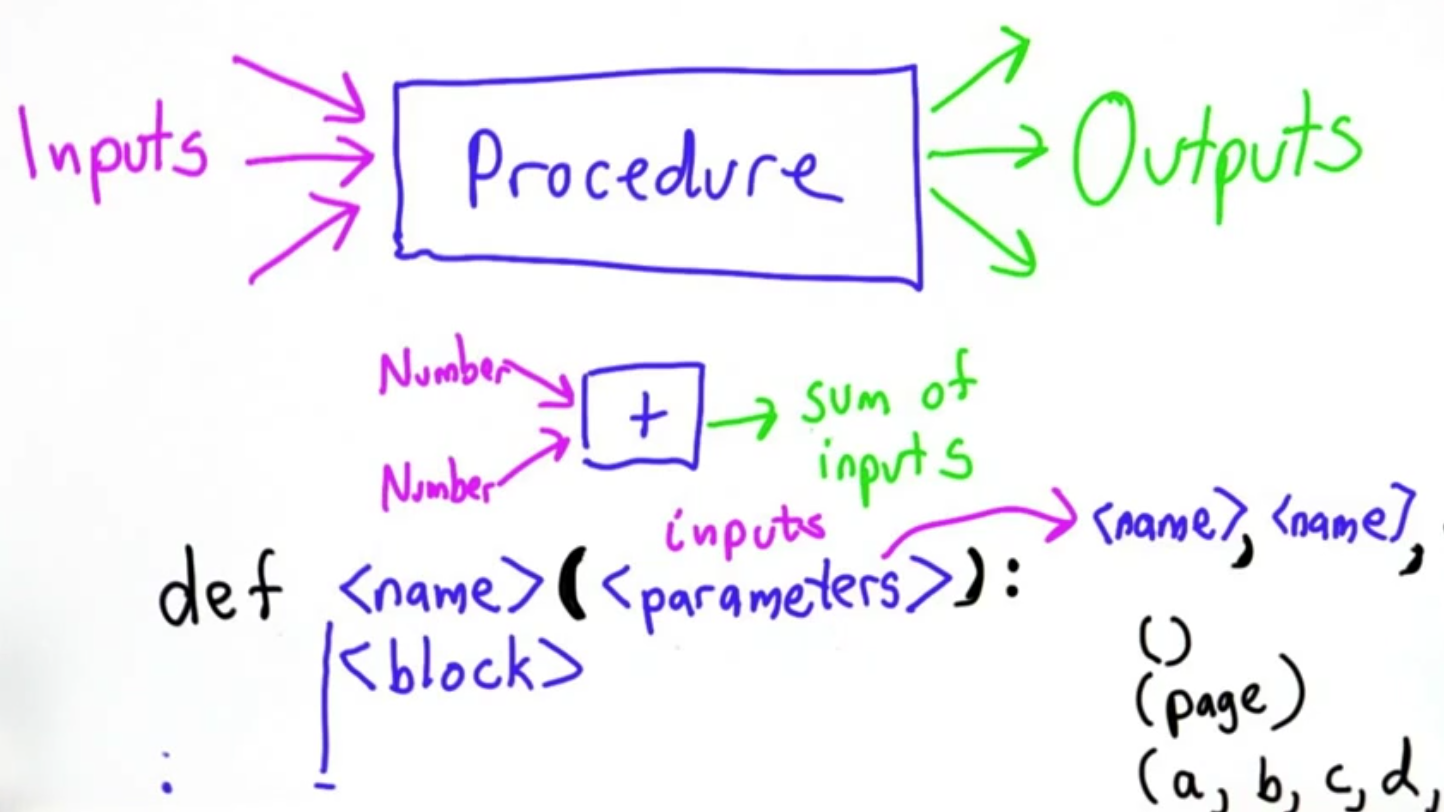 Inputs Procedure Outputs
Number + sum of
Number inputs
inputs
def <name>(<parameters>): <name>, <name>,
<block>
()
(page)
(a, b, c, d,
: